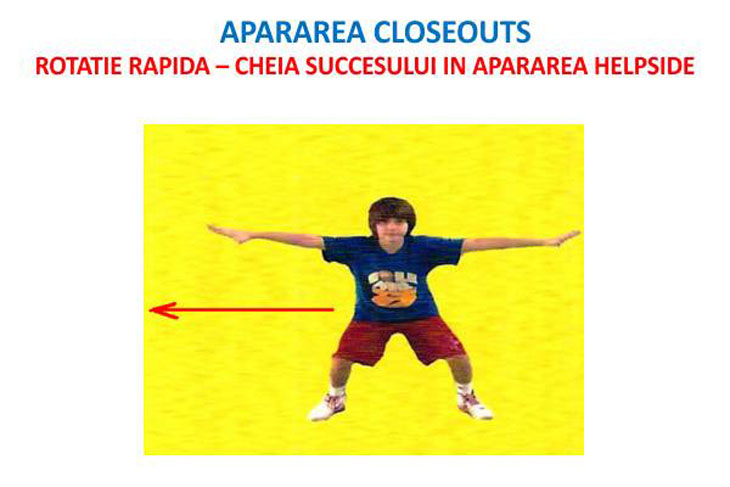 APARAREA CLOSEOUTS
ROTATIE RAPIDA – CHEIA SUCCESULUI IN APARAREA HELPSIDE